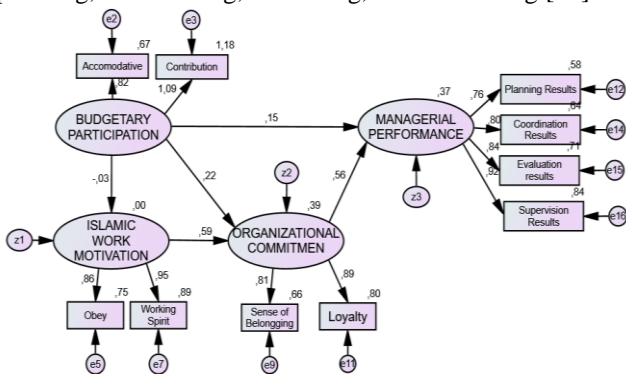 e2
e3
,67
1,18
Accomodative
Contribution
,58
,82
1,09
,37
,76
Planning Results
e12
,64
BUDGETARY
PARTICIPATION
,15
MANAGERIAL
PERFORMANCE
,80
Coordination
Results
e14
,71
,84
Evaluation
results
e15
,92
-,03
,22
z2
,56
z3
,84
Supervision
Results
e16
,00
,39
z1
ISLAMIC
WORK
MOTIVATION
,59
ORGANIZATIONAL
COMMITMEN
,86
,95
,81
,89
,75
,89
,66
,80
Obey
Working
Spirit
Sense of
Belongging
Loyalty
e5
e7
e9
e11